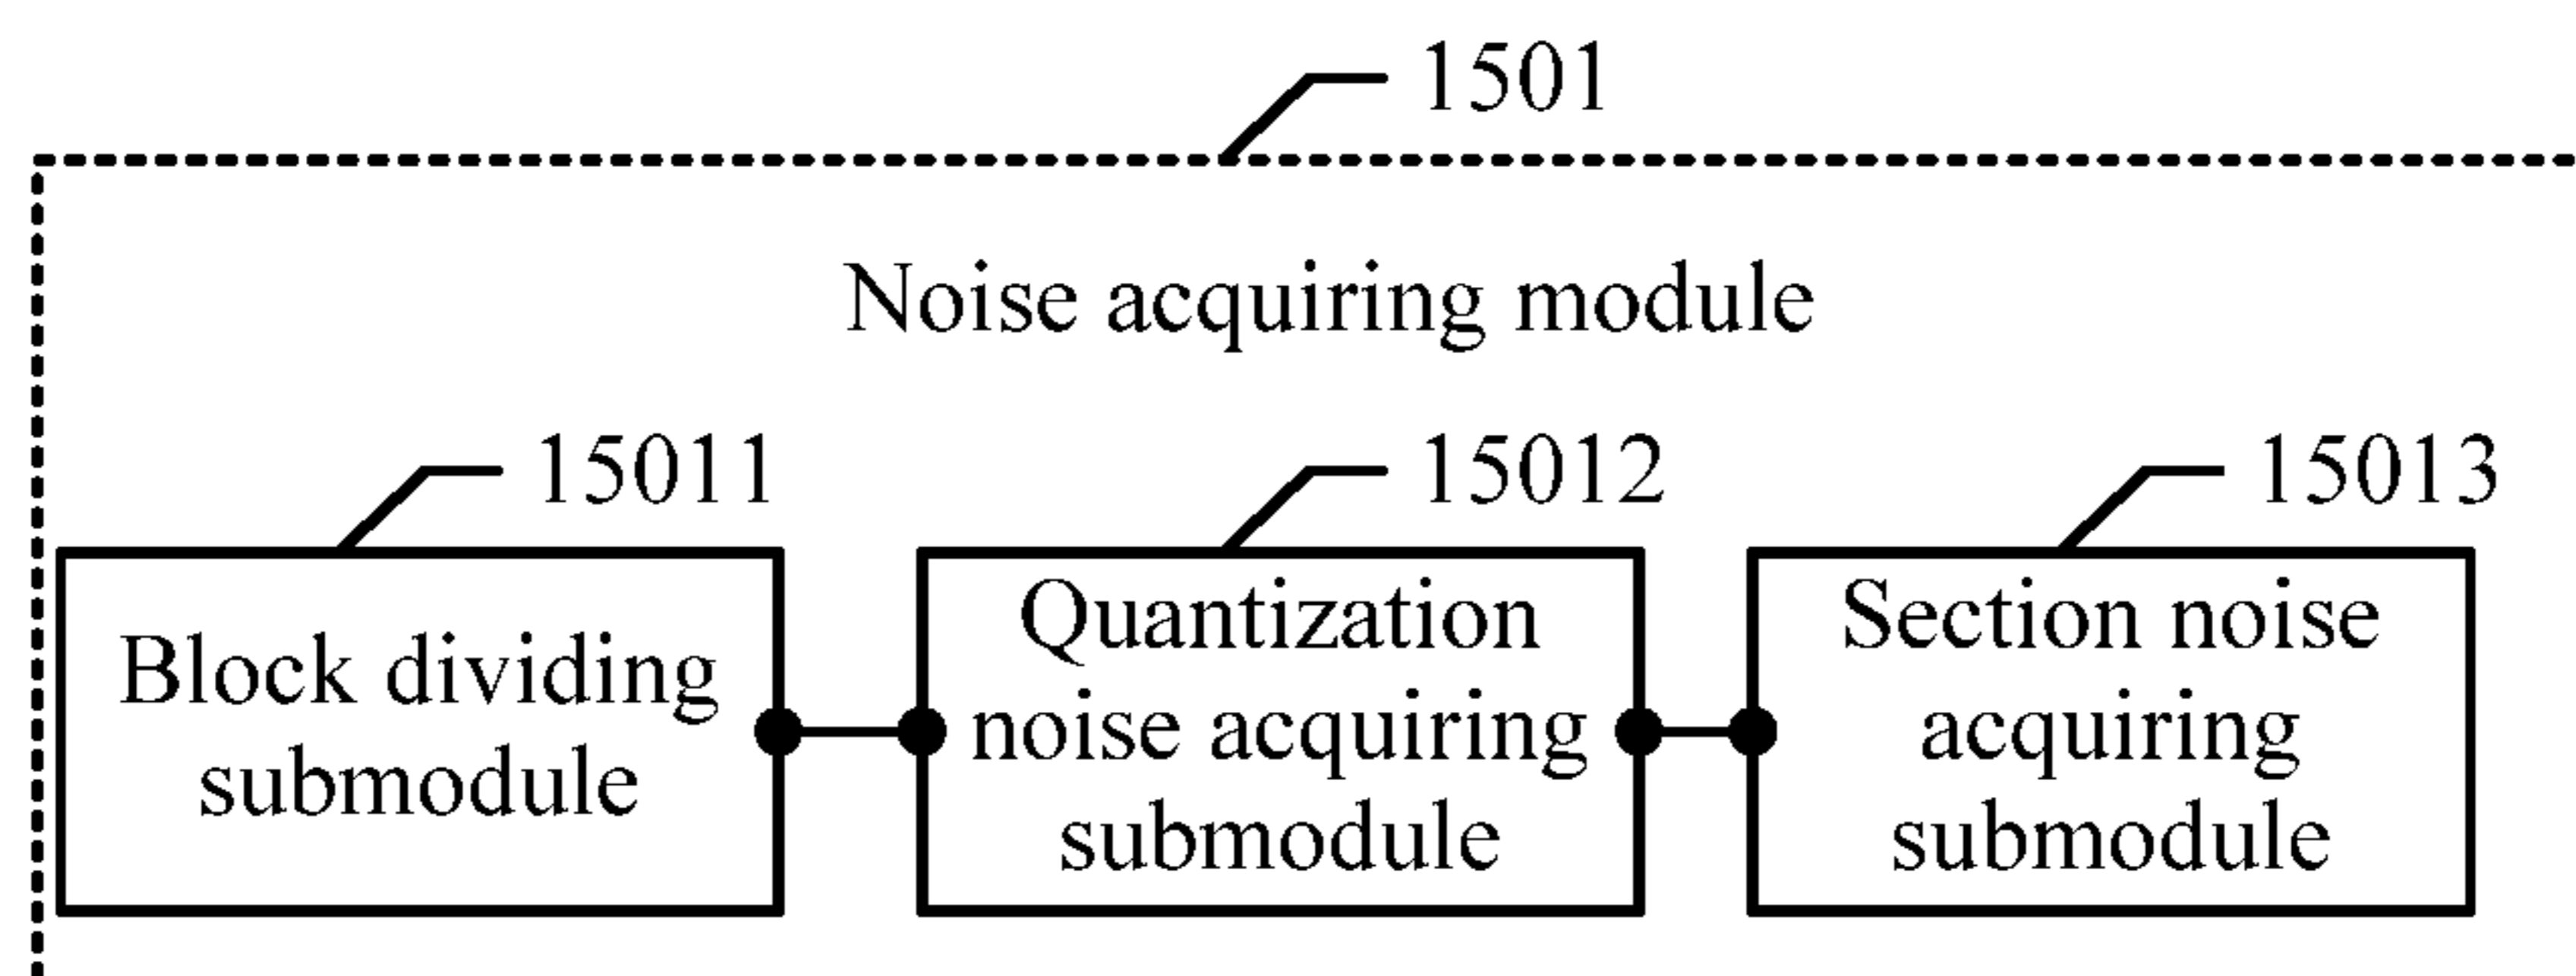 1501
Noise acquiring module
15011
15012
15013
Block dividing
submodule
Quantization
noise acquiring
submodule
Section noise
acquiring
submodule